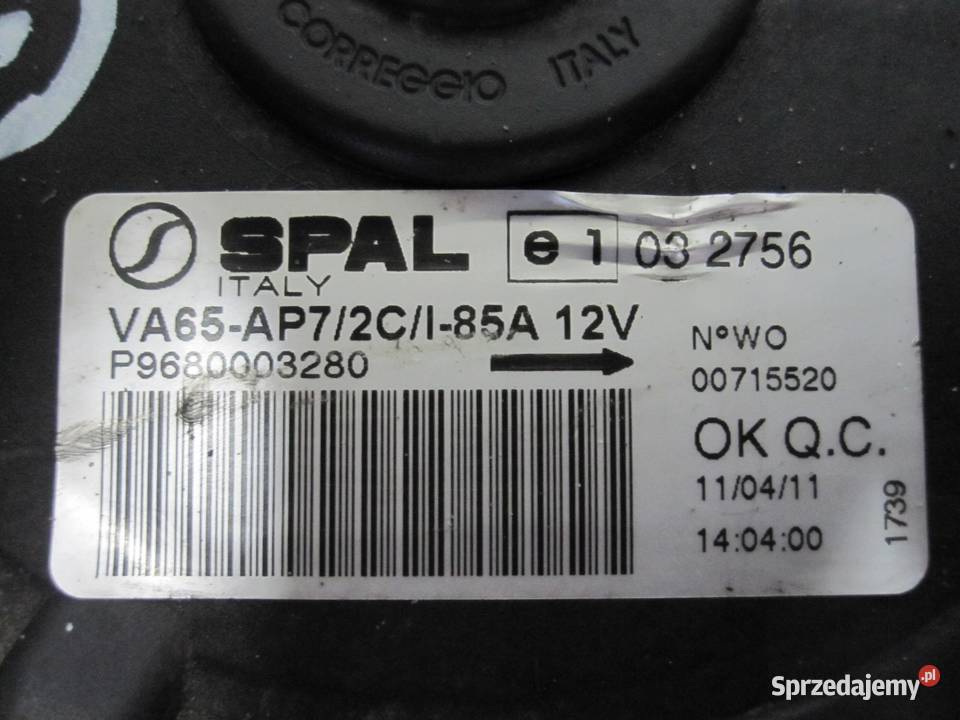 CORREGGIO ITALY
SPAL e1 03 2756
ITALY
VA65-AP7/2C/I-85A 12V
P9680003280
N°WO
00715520
OK Q.C.
11/04/11
14:04:00
1739
Sprzedajemy.pl